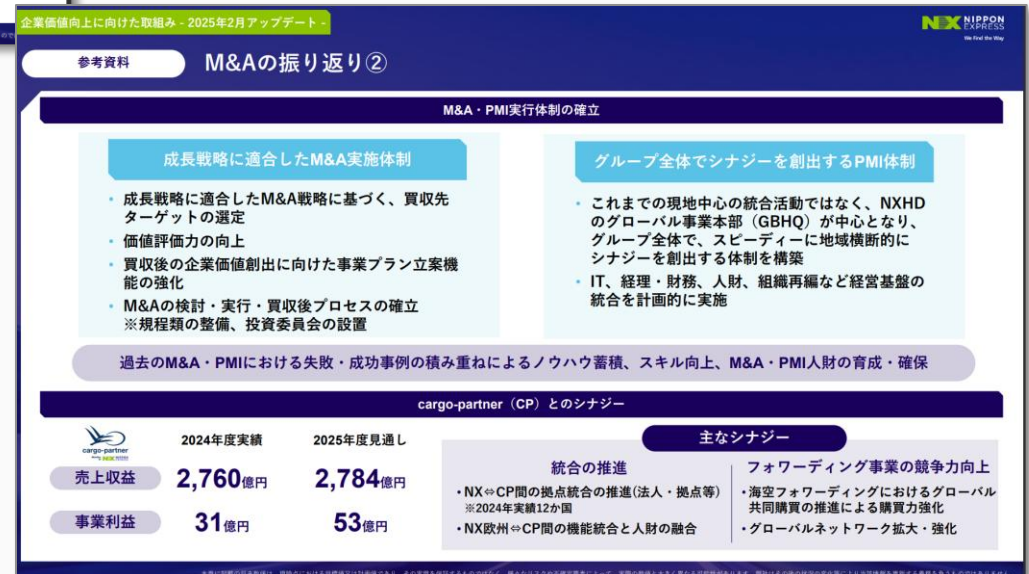 企業価値向上に向けた取組み - 2025年2月アップデート -
NX NIPPON EXPRESS
We Find the Way
参考資料
M&Aの振り返り②
M&A・PMI実行体制の確立
成長戦略に適合したM&A実施体制
・成長戦略に適合したM&A戦略に基づく、買収先
ターゲットの選定
・価値評価力の向上
・買収後の企業価値創出に向けた事業プラン立案機
能の強化
・M&Aの検討・実行・買収後プロセスの確立
※規程類の整備、投資委員会の設置
グループ全体でシナジーを創出するPMI体制
・これまでの現地中心の統合活動ではなく、NXHD
のグローバル事業本部(GBHQ)が中心となり、
グループ全体で、スピーディーに地域横断的に
シナジーを創出する体制を構築
・IT、経理・財務、人財、組織再編など経営基盤の
統合を計画的に実施
過去のM&A・PMIにおける失敗・成功事例の積み重ねによるノウハウ蓄積、スキル向上、M&A・PMI人財の育成・確保
cargo-partner(CP)とのシナジー
cargo-partner
2024年度実績 2025年度見通し
売上収益 2,760億円 2,784億円
事業利益 31億円 53億円
主なシナジー
統合の推進
・NX⇔CP間の拠点統合の推進(法人・拠点等)
※2024年実績12か国
・NX欧州⇔CP間の機能統合と人財の融合
フォワーディング事業の競争力向上
・海空フォワーディングにおけるグローバル
共同購買の推進による購買力強化
・グローバルネットワーク拡大・強化